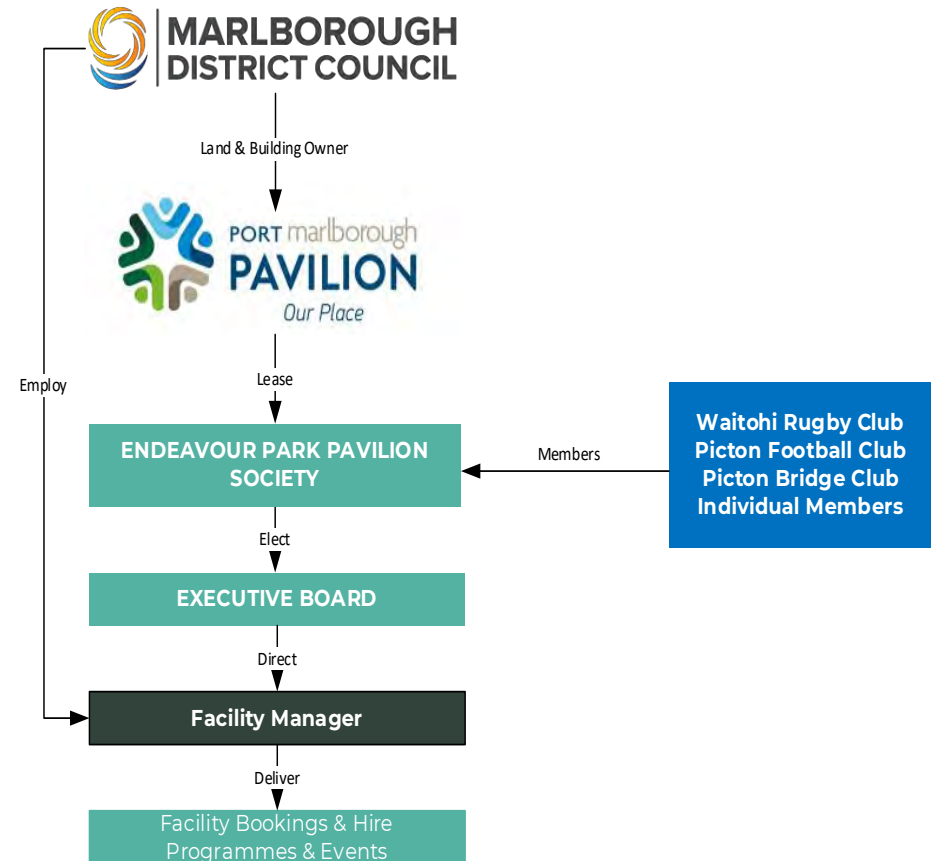 MARLBOROUGH
DISTRICT COUNCIL
Land & Building Owner
PORT marlborough
PAVILION
Our Place
Employ
Lease
ENDEAVOUR PARK PAVILION
SOCIETY
Members
Waitohi Rugby Club
Picton Football Club
Picton Bridge Club
Individual Members
Elect
EXECUTIVE BOARD
Direct
Facility Manager
Deliver
Facility Bookings & Hire
Programmes & Events